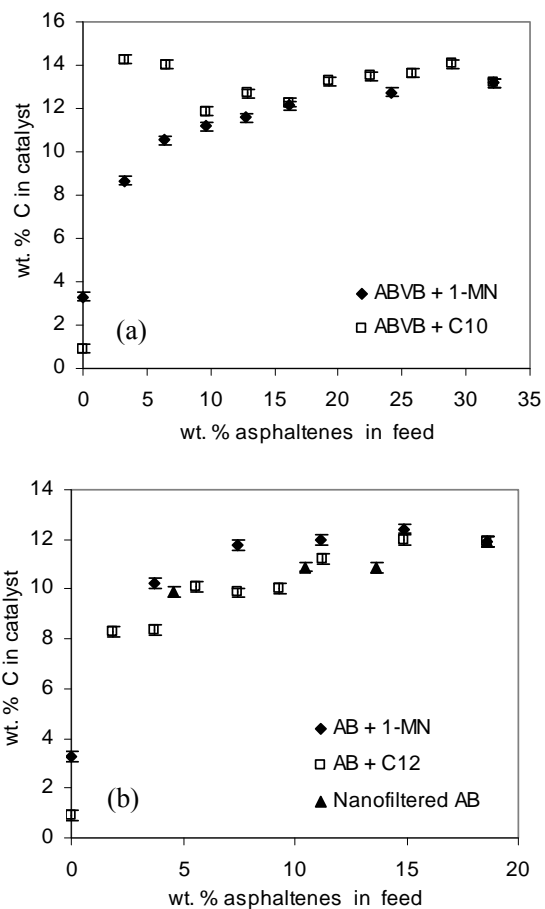 16
14
12
10
8
6
4
2
0
wt. % C in catalyst
ABVB + 1-MN
ABVB + C10
(a)
0 5 10 15 20 25 30 35
wt. % asphaltenes in feed
14
12
10
8
6
4
2
0
wt. % C in catalyst
AB + 1-MN
AB + C12
Nanofiltered AB
(b)
0 5 10 15 20
wt. % asphaltenes in feed